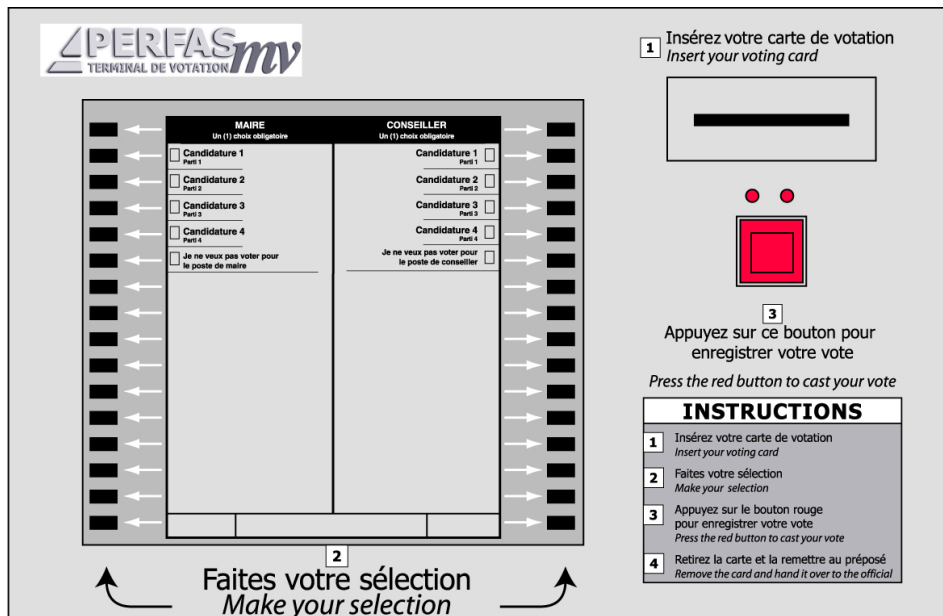 PERFAS mv
TERMINAL DE VOTATION
MAIRE
Un (1) choix obligatoire
Candidature 1
Parti 1
Candidature 2
Parti 2
Candidature 3
Parti 3
Candidature 4
Parti 4
Je ne veux pas voter pour
le poste de maire
CONSEILLER
Un (1) choix obligatoire
Candidature 1
Parti 1
Candidature 2
Parti 2
Candidature 3
Parti 3
Candidature 4
Parti 4
Je ne veux pas voter pour
le poste de conseiller
2
Faites votre sélection
Make your selection
1
Insérez votre carte de votation
Insert your voting card
3
Appuyez sur ce bouton pour
enregistrer votre vote
Press the red button to cast your vote
INSTRUCTIONS
1 Insérez votre carte de votation
Insert your voting card
2 Faites votre sélection
Make your selection
3 Appuyez sur le bouton rouge
pour enregistrer votre vote
Press the red button to cast your vote
4 Retirez la carte et la remettre au préposé
Remove the card and hand it over to the official